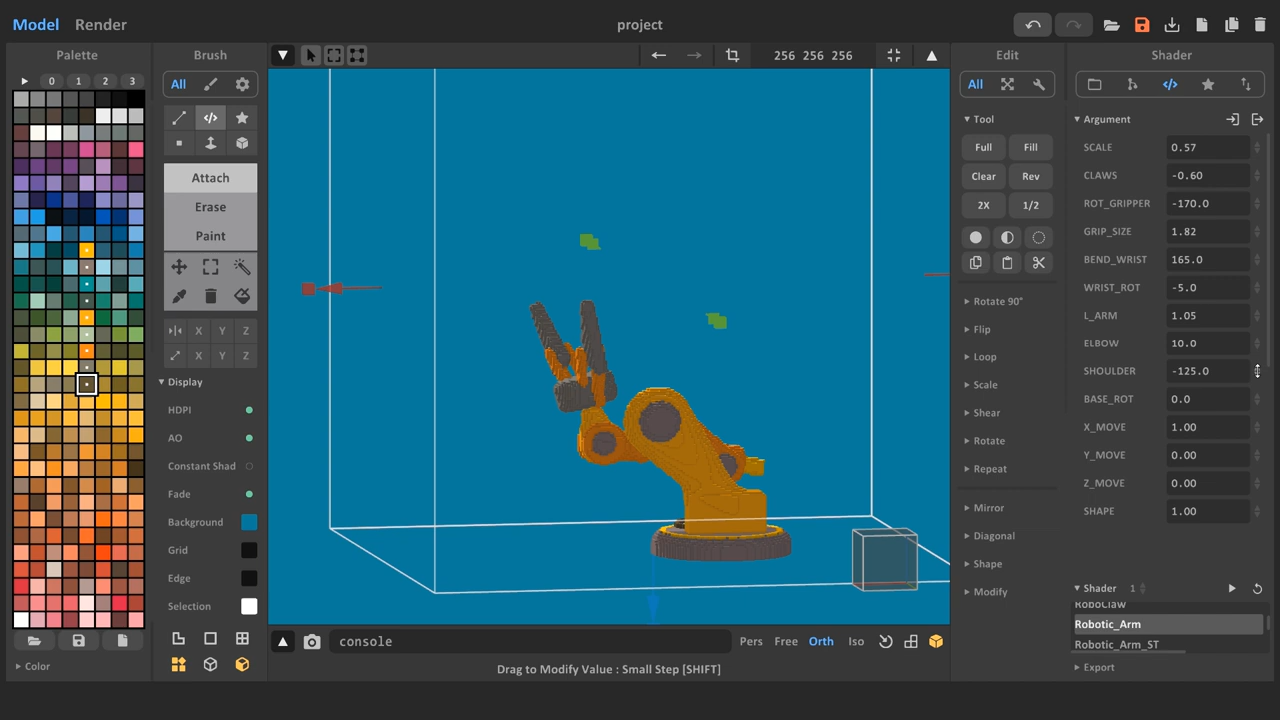 Model Render project
Palette Brush 256 256 256 Edit Shader
0 1 2 3 All All
Tool Argument
Full Fill SCALE 0.57
Attach Clear Rev CLAWS -0.60
Erase 2X 1/2 ROT_GRIPPER -170.0
Paint GRIP_SIZE 1.82
BEND_WRIST 165.0
WRIST_ROT -5.0
Rotate 90°
X Y Z Flip L_ARM 1.05
X Y Z Loop ELBOW 10.0
Display Scale SHOULDER -125.0
HDPI Shear BASE_ROT 0.0
AO Rotate X_MOVE 1.00
Constant Shad Repeat Y_MOVE 0.00
Fade Z_MOVE 0.00
Background Mirror SHAPE 1.00
Grid Diagonal
Edge Shape
Selection Modify Shader 1
RoboClaw
Robotic_Arm
console Pers Free Orth Iso Robotic_Arm_ST
Color Drag to Modify Value : Small Step [SHIFT] Export